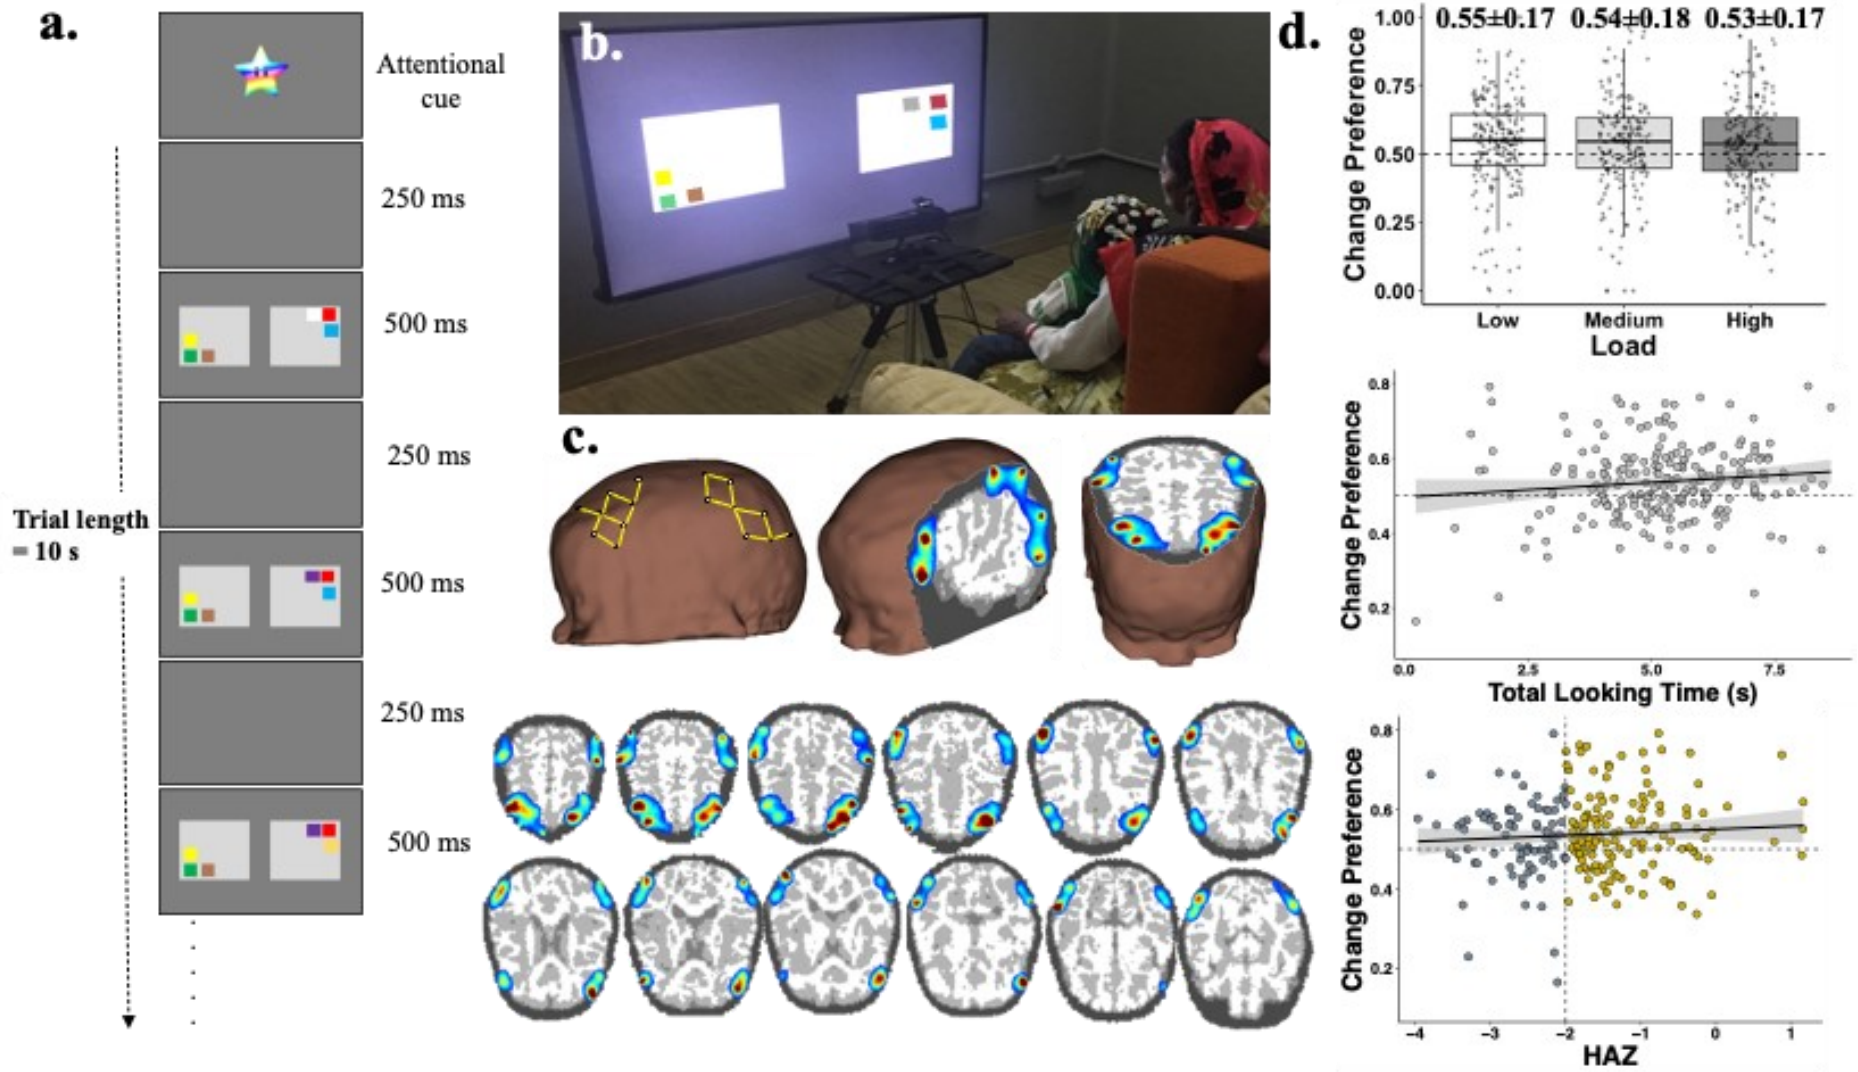 a.
Attentional
cue
250 ms
500 ms
250 ms
Trial length
= 10 s
500 ms
250 ms
500 ms
b.
c.
d.
0.55±0.17 0.54±0.18 0.53±0.17
Change Preference
1.00
0.75
0.50
0.25
0.00
Low Medium High
Load
Change Preference
0.8
0.6
0.4
0.2
0.0 2.5 5.0 7.5
Total Looking Time (s)
Change Preference
0.8
0.6
0.4
0.2
−4 −3 −2 −1 0 1
HAZ